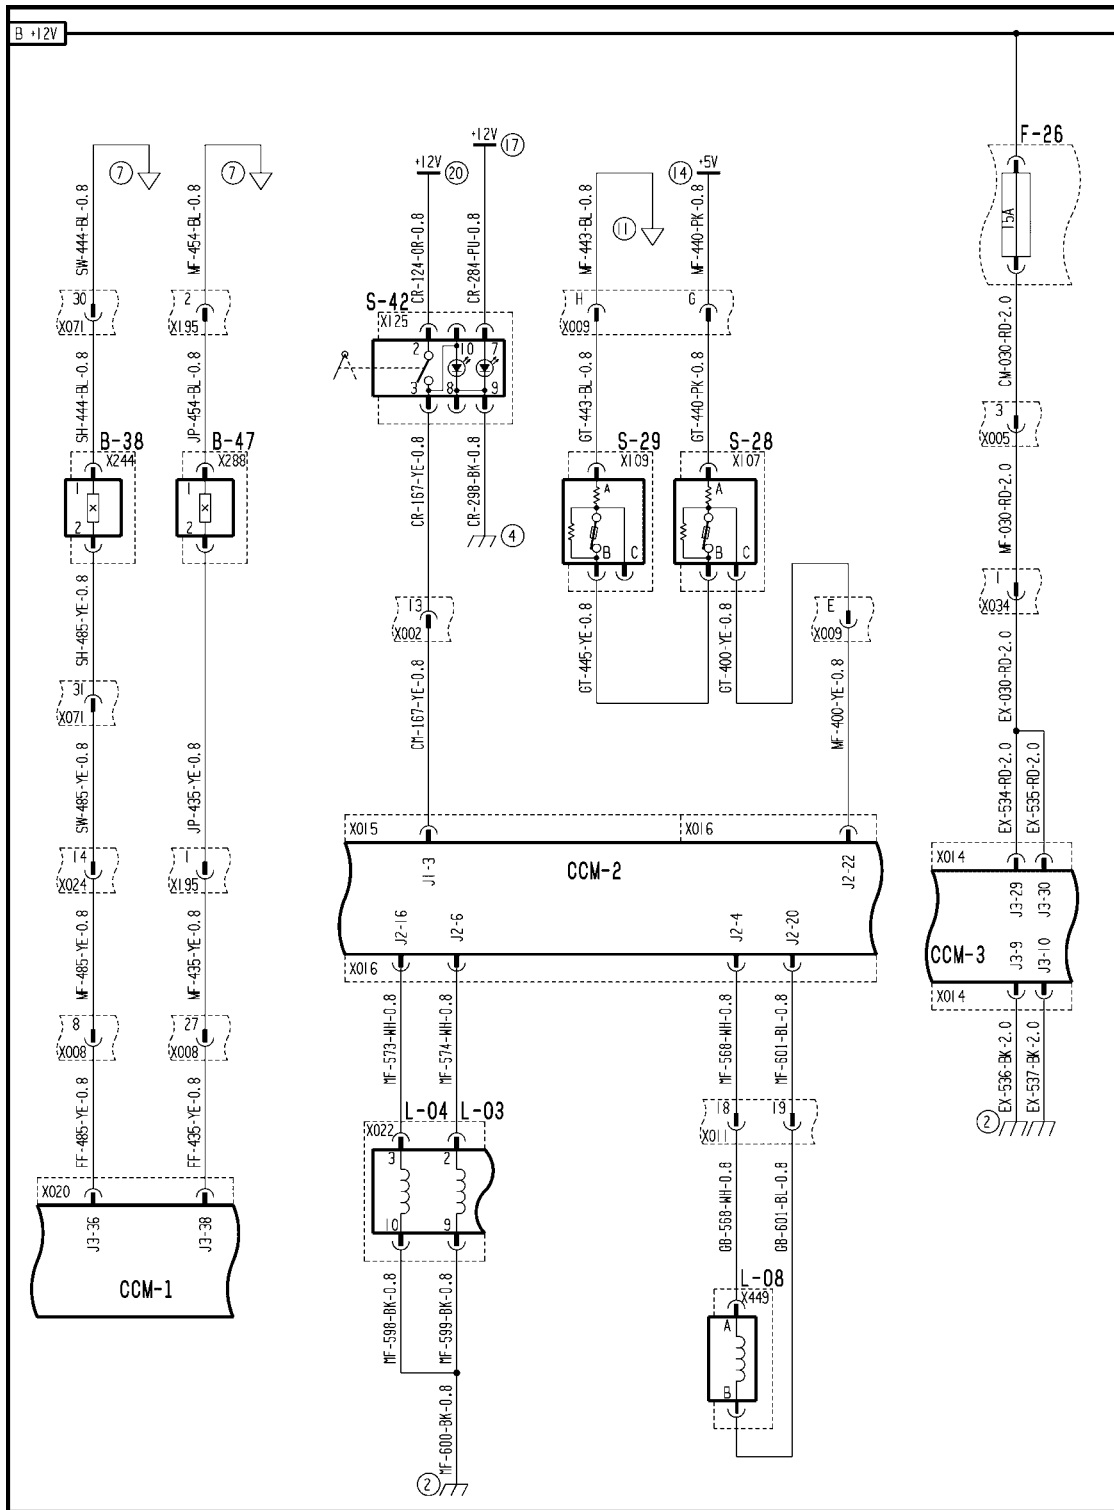 B +12V
F-26
15A
+12V
17
+12V
20
14
+5V
7
7
11
SW-444-BL-0.8
MF-454-BL-0.8
CR-124-OR-0.8
CR-284-PU-0.8
MF-443-BL-0.8
MF-440-PK-0.8
CM-030-RD-2.0
30
X071
2
X195
S-42
X125
H
G
X009
2
10
7
3
8
9
SH-444-BL-0.8
JP-454-BL-0.8
GT-443-BL-0.8
GT-440-PK-0.8
3
X005
B-38
X244
B-47
X288
S-29
X109
S-28
X107
1
2
1
2
CR-167-YE-0.8
CR-298-BK-0.8
4
A
B
C
A
B
C
MF-030-RD-2.0
1
X034
SH-485-YE-0.8
13
X002
GT-445-YE-0.8
GT-400-YE-0.8
E
X009
31
X071
CM-167-YE-0.8
MF-400-YE-0.8
EX-030-RD-2.0
SW-485-YE-0.8
JP-435-YE-0.8
EX-534-RD-2.0
EX-535-RD-2.0
X015
X016
J1-3
CCM-2
J2-22
J2-16
J2-6
J2-4
J2-20
X016
X014
J3-29
J3-30
CCM-3
J3-9
J3-10
X014
14
X024
1
X195
MF-485-YE-0.8
MF-435-YE-0.8
MF-573-WH-0.8
MF-574-WH-0.8
MF-568-WH-0.8
MF-601-BL-0.8
EX-536-BK-2.0
EX-537-BK-2.0
2
8
X008
27
X008
FF-485-YE-0.8
FF-435-YE-0.8
L-04
L-03
X022
3
2
10
9
18
19
X011
X020
J3-36
J3-38
CCM-1
GB-568-WH-0.8
GB-601-BL-0.8
L-08
X449
A
B
MF-598-BK-0.8
MF-599-BK-0.8
MF-600-BK-0.8
2